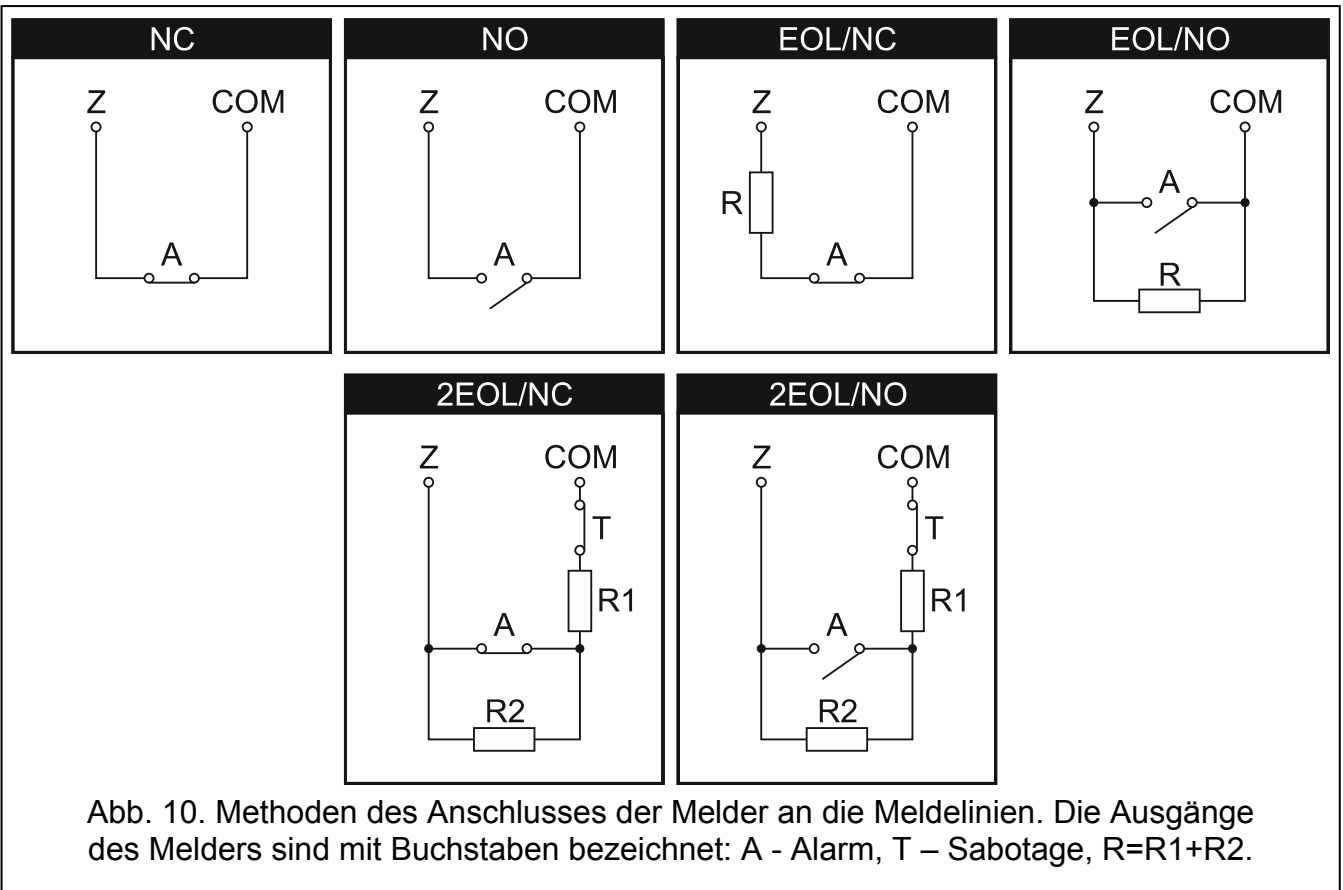 NC NO EOL/NC EOL/NO
Z COM Z COM Z COM Z COM
A A R A A R
2EOL/NC 2EOL/NO
Z COM Z COM
T T
R1 R1
A A
R2 R2
Abb. 10. Methoden des Anschlusses der Melder an die Meldelinien. Die Ausgänge
des Melders sind mit Buchstaben bezeichnet: A - Alarm, T – Sabotage, R=R1+R2.